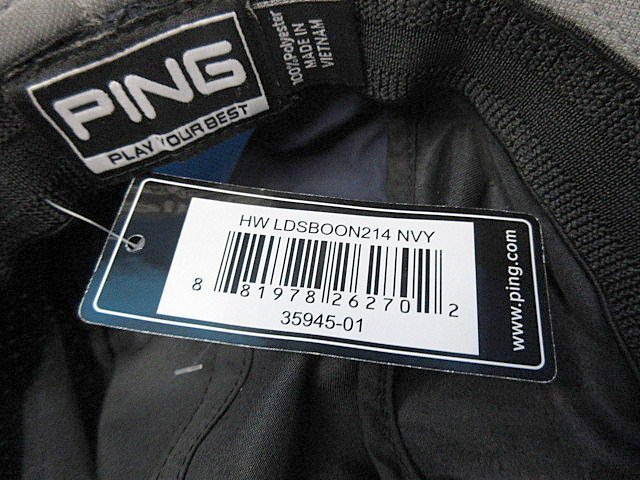 PING
PLAY YOUR BEST
100% Polyester
MADE IN
VIETNAM
HW LDSBOON214 NVY
8 81978 26270 2
35945-01
www.ping.com